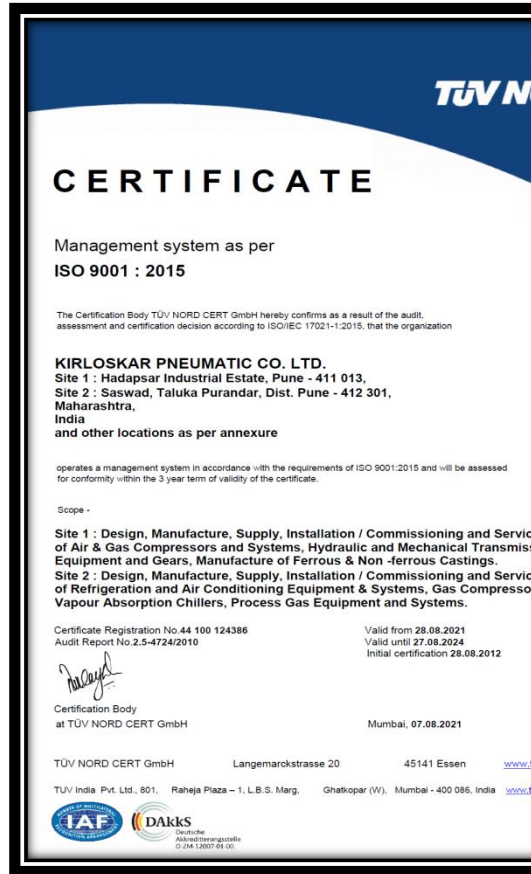 TÜV NO
CERTIFICATE
Management system as per
ISO 9001 : 2015
The Certification Body TÜV NORD CERT GmbH hereby confirms as a result of the audit,
assessment and certification decision according to ISO/IEC 17021-1:2015, that the organization
KIRLOSKAR PNEUMATIC CO. LTD.
Site 1 : Hadapsar Industrial Estate, Pune - 411 013,
Site 2 : Saswad, Taluka Purandar, Dist. Pune - 412 301,
Maharashtra,
India
and other locations as per annexure
operates a management system in accordance with the requirements of ISO 9001:2015 and will be assessed
for conformity within the 3 year term of validity of the certificate.
Scope -
Site 1 : Design, Manufacture, Supply, Installation / Commissioning and Servic
of Air & Gas Compressors and Systems, Hydraulic and Mechanical Transmiss
Equipment and Gears, Manufacture of Ferrous & Non -ferrous Castings.
Site 2 : Design, Manufacture, Supply, Installation / Commissioning and Servic
of Refrigeration and Air Conditioning Equipment & Systems, Gas Compresso
Vapour Absorption Chillers, Process Gas Equipment and Systems.
Certificate Registration No.44 100 124386 Valid from 28.08.2021
Audit Report No.2.5-4724/2010 Valid until 27.08.2024
Initial certification 28.08.2012
Certification Body
at TÜV NORD CERT GmbH Mumbai, 07.08.2021
TÜV NORD CERT GmbH Langemarckstrasse 20 45141 Essen www.t
TUV India Pvt. Ltd., 801, Raheja Plaza – 1, L.B.S. Marg, Ghatkopar (W), Mumbai - 400 086, India www.t
MEMBER OF MULTILATERAL
RECOGNITION ARRANGEMENT
IAF
DAkkS
Deutsche
Akkreditierungsstelle
D-ZM-12007-01-00